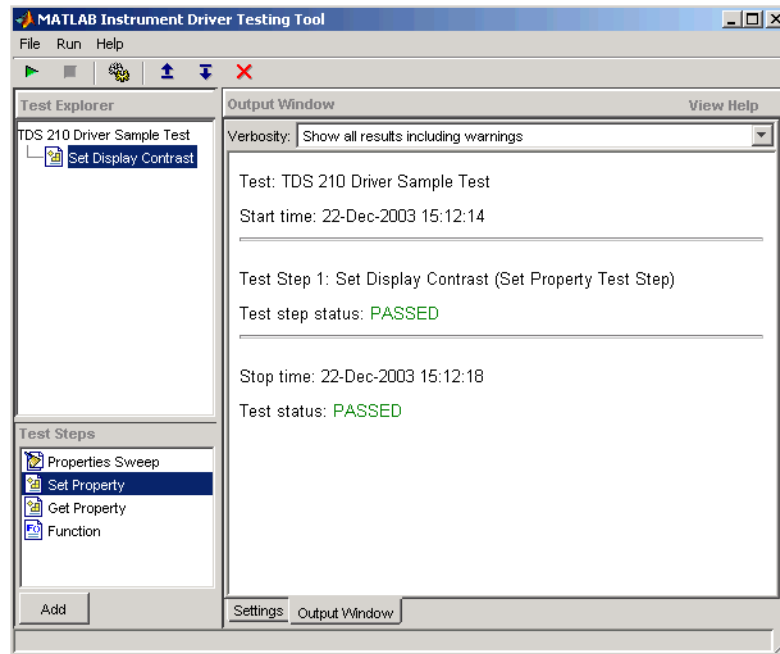 MATLAB Instrument Driver Testing Tool
File Run Help
Test Explorer
TDS 210 Driver Sample Test
Set Display Contrast
Test Steps
Properties Sweep
Set Property
Get Property
Function
Add
Output Window View Help
Verbosity: Show all results including warnings
Test: TDS 210 Driver Sample Test
Start time: 22-Dec-2003 15:12:14
Test Step 1: Set Display Contrast (Set Property Test Step)
Test step status: PASSED
Stop time: 22-Dec-2003 15:12:18
Test status: PASSED
Settings Output Window